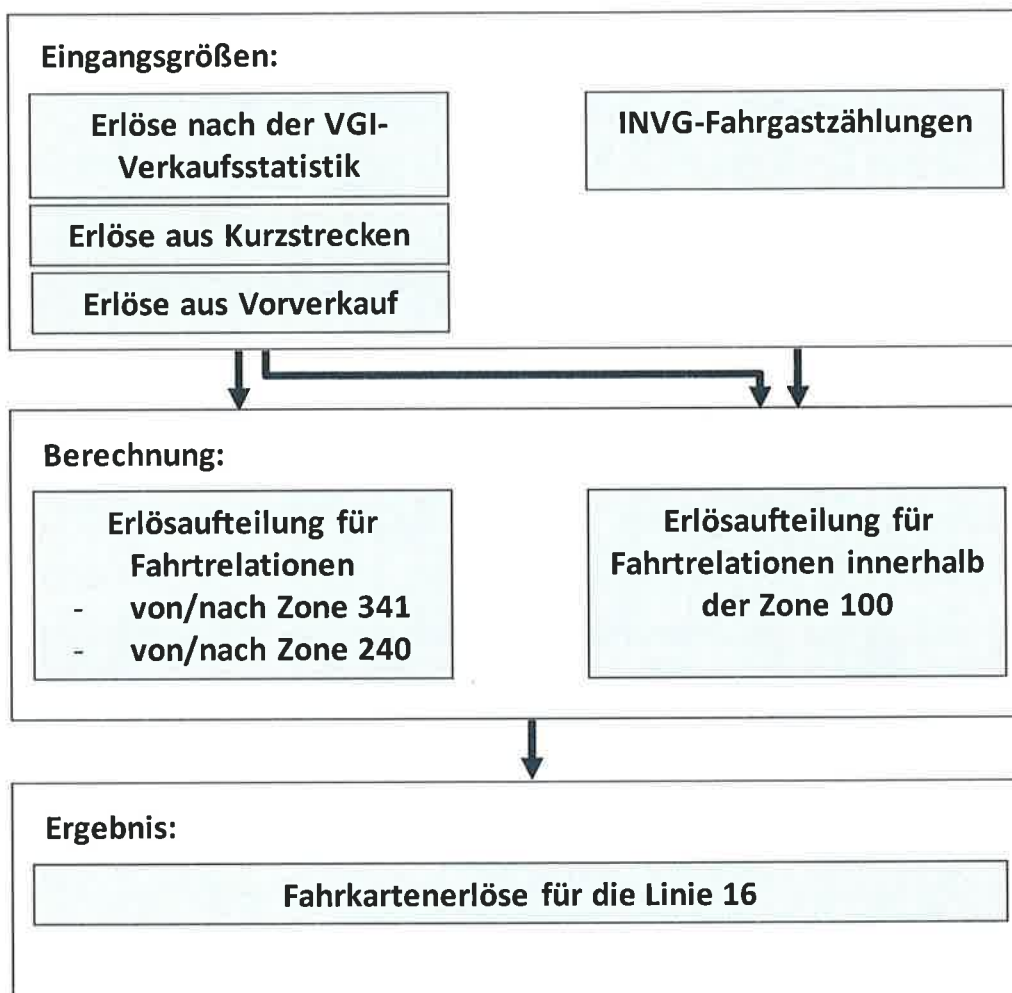 Eingangsgrößen:
Erlöse nach der VGI-
Verkaufsstatistik
INVG-Fahrgastzählungen
Erlöse aus Kurzstrecken
Erlöse aus Vorverkauf
Berechnung:
Erlösaufteilung für
Fahrtrelationen
- von/nach Zone 341
- von/nach Zone 240
Erlösaufteilung für
Fahrtrelationen innerhalb
der Zone 100
Ergebnis:
Fahrkartenerlöse für die Linie 16